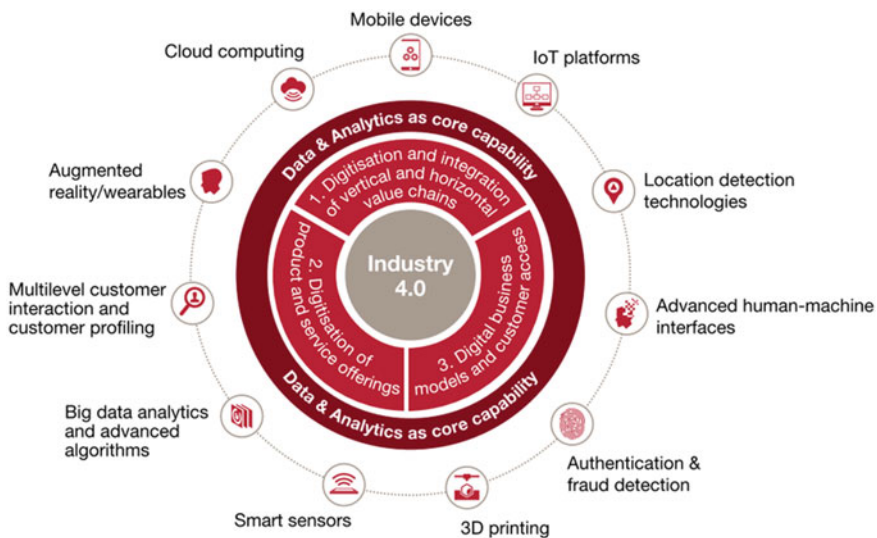 Mobile devices
Cloud computing
IoT platforms
Augmented
reality/wearables
Location detection
technologies
Multilevel customer
interaction and
customer profiling
Advanced human-machine
interfaces
Big data analytics
and advanced
algorithms
Authentication &
fraud detection
Smart sensors
3D printing
Data & Analytics as core capability
1. Digitisation and integration
of vertical and horizontal
value chains
2. Digitisation of
product and service offerings
3. Digital business
models and customer access
Industry
4.0
Data & Analytics as core capability